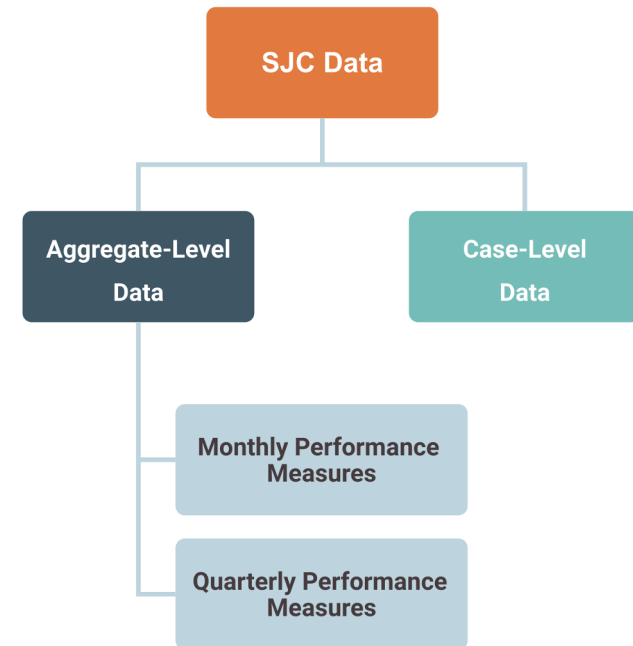 SJC Data
Aggregate-Level
Data
Case-Level
Data
Monthly Performance
Measures
Quarterly Performance
Measures